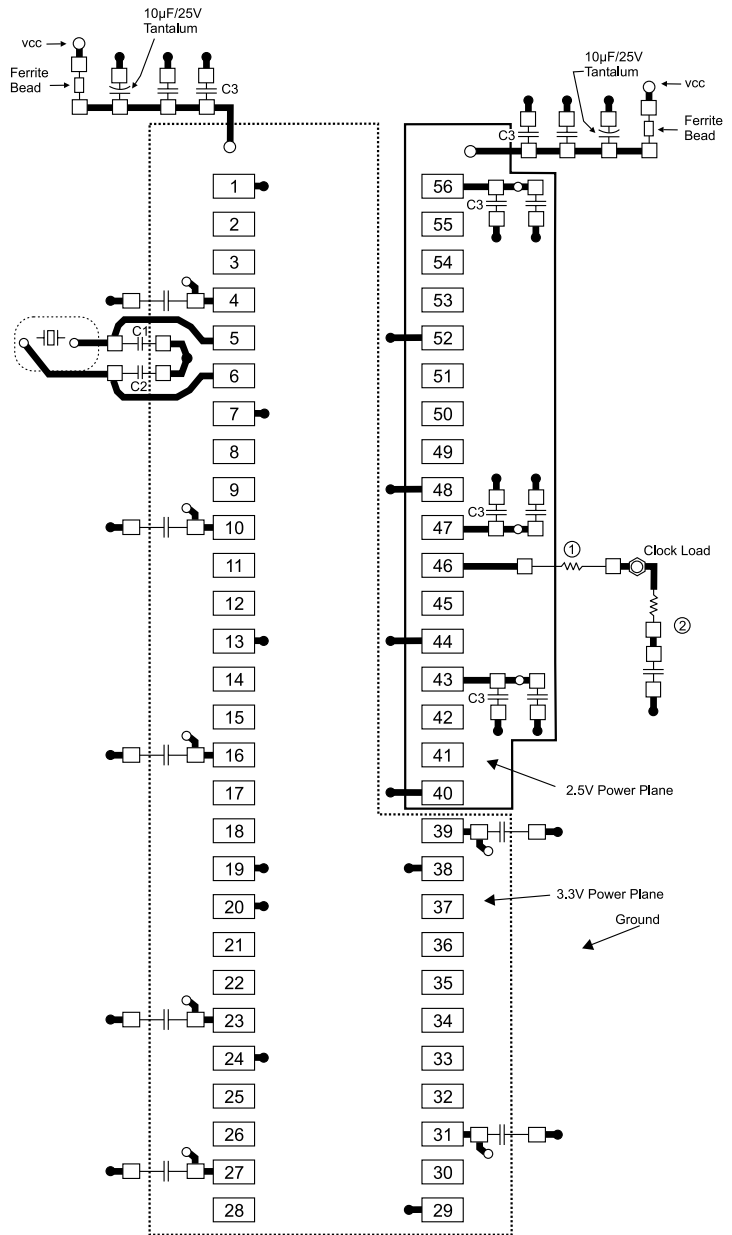 10µF/25V
Tantalum
vcc
Ferrite
Bead
C3
10µF/25V
Tantalum
vcc
C3
Ferrite
Bead
1
56
C3
2
55
3
54
4
53
C1
5
52
C2
6
51
7
50
8
49
9
48
C3
10
47
①
Clock Load
11
46
12
45
②
13
44
14
43
C3
15
42
16
41
2.5V Power Plane
17
40
18
39
19
38
3.3V Power Plane
20
37
Ground
21
36
22
35
23
34
24
33
25
32
26
31
27
30
28
29